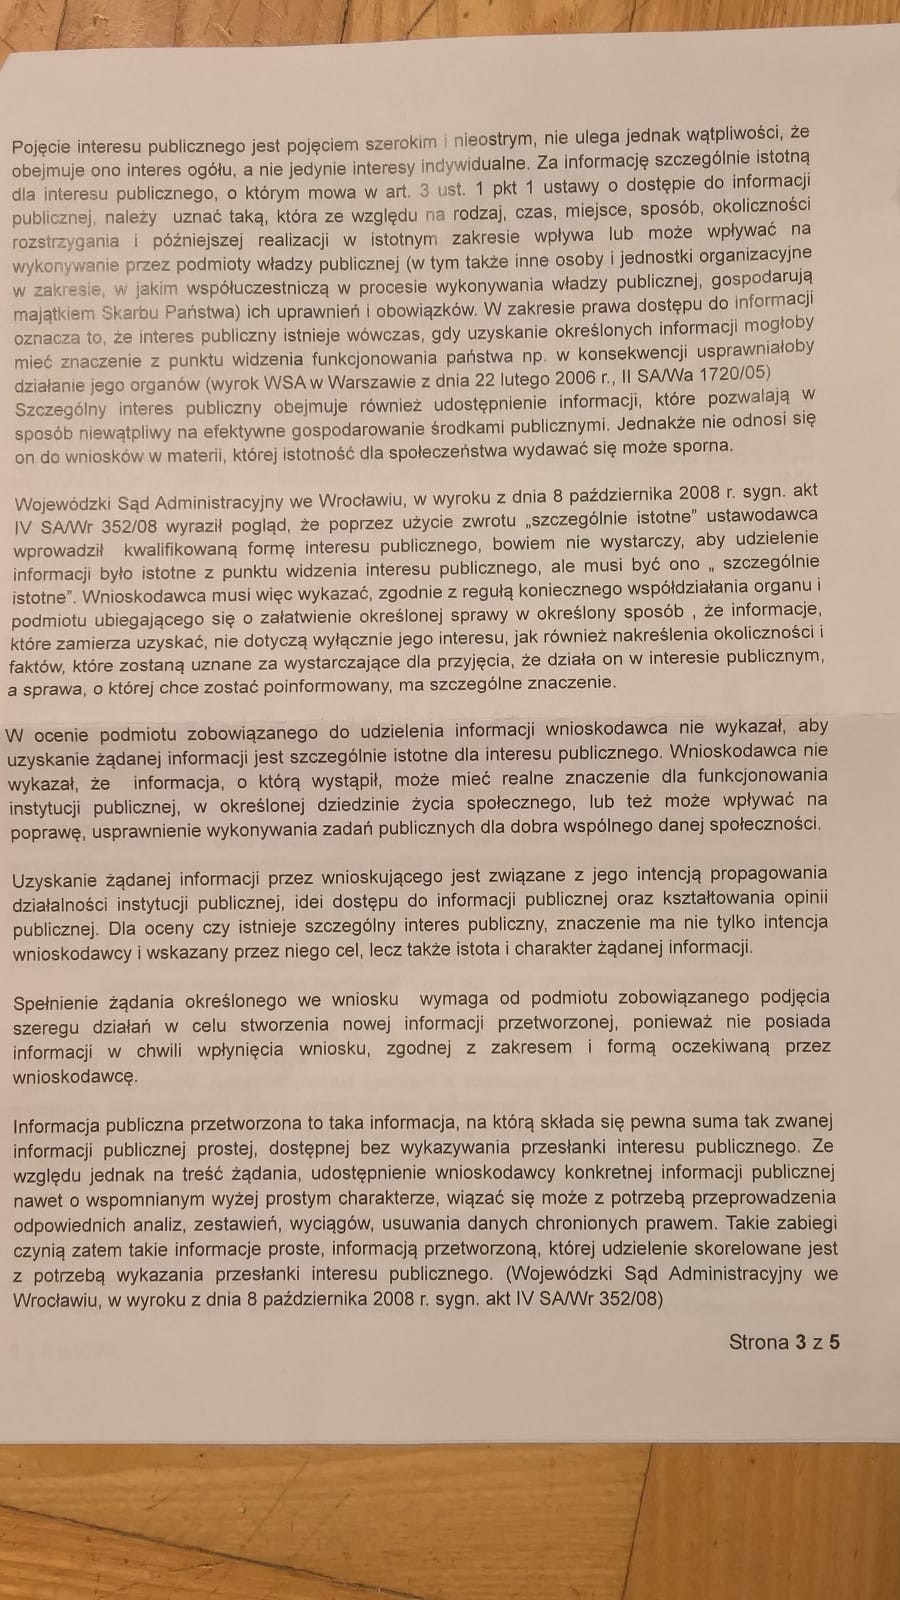 Pojęcie interesu publicznego jest pojęciem szerokim i nieostrym, nie ulega jednak wątpliwości, że
obejmuje ono interes ogółu, a nie jedynie interesy indywidualne. Za informację szczególnie istotną
dla interesu publicznego, o którym mowa w art. 3 ust. 1 pkt 1 ustawy o dostępie do informacji
publicznej, należy uznać taką, która ze względu na rodzaj, czas, miejsce, sposób, okoliczności
rozstrzygania i późniejszej realizacji w istotnym zakresie wpływa lub może wpływać na
wykonywanie przez podmioty władzy publicznej (w tym także inne osoby i jednostki organizacyjne
w zakresie, w jakim współuczestniczą w procesie wykonywania władzy publicznej, gospodarują
majątkiem Skarbu Państwa) ich uprawnień i obowiązków. W zakresie prawa dostępu do informacji
oznacza to, że interes publiczny istnieje wówczas, gdy uzyskanie określonych informacji mogłoby
mieć znaczenie z punktu widzenia funkcjonowania państwa np. w konsekwencji usprawniałoby
działanie jego organów (wyrok WSA w Warszawie z dnia 22 lutego 2006 r., II SA/Wa 1720/05)
Szczególny interes publiczny obejmuje również udostępnienie informacji, które pozwalają w
sposób niewątpliwy na efektywne gospodarowanie środkami publicznymi. Jednakże nie odnosi się
on do wniosków w materii, której istotność dla społeczeństwa wydawać się może sporna.
Wojewódzki Sąd Administracyjny we Wrocławiu, w wyroku z dnia 8 października 2008 r. sygn. akt
IV SA/Wr 352/08 wyraził pogląd, że poprzez użycie zwrotu „szczególnie istotne” ustawodawca
wprowadził kwalifikowaną formę interesu publicznego, bowiem nie wystarczy, aby udzielenie
informacji było istotne z punktu widzenia interesu publicznego, ale musi być ono „ szczególnie
istotne”. Wnioskodawca musi więc wykazać, zgodnie z regułą koniecznego współdziałania organu i
podmiotu ubiegającego się o załatwienie określonej sprawy w określony sposób , że informacje,
które zamierza uzyskać, nie dotyczą wyłącznie jego interesu, jak również nakreślenia okoliczności i
faktów, które zostaną uznane za wystarczające dla przyjęcia, że działa on w interesie publicznym,
a sprawa, o której chce zostać poinformowany, ma szczególne znaczenie.
W ocenie podmiotu zobowiązanego do udzielenia informacji wnioskodawca nie wykazał, aby
uzyskanie żądanej informacji jest szczególnie istotne dla interesu publicznego. Wnioskodawca nie
wykazał, że informacja, o którą wystąpił, może mieć realne znaczenie dla funkcjonowania
instytucji publicznej, w określonej dziedzinie życia społecznego, lub też może wpływać na
poprawę, usprawnienie wykonywania zadań publicznych dla dobra wspólnego danej społeczności.
Uzyskanie żądanej informacji przez wnioskującego jest związane z jego intencją propagowania
działalności instytucji publicznej, idei dostępu do informacji publicznej oraz kształtowania opinii
publicznej. Dla oceny czy istnieje szczególny interes publiczny, znaczenie ma nie tylko intencja
wnioskodawcy i wskazany przez niego cel, lecz także istota i charakter żądanej informacji.
Spełnienie żądania określonego we wniosku wymaga od podmiotu zobowiązanego podjęcia
szeregu działań w celu stworzenia nowej informacji przetworzonej, ponieważ nie posiada
informacji w chwili wpłynięcia wniosku, zgodnej z zakresem i formą oczekiwaną przez
wnioskodawcę.
Informacja publiczna przetworzona to taka informacja, na którą składa się pewna suma tak zwanej
informacji publicznej prostej, dostępnej bez wykazywania przesłanki interesu publicznego. Ze
względu jednak na treść żądania, udostępnienie wnioskodawcy konkretnej informacji publicznej
nawet o wspomnianym wyżej prostym charakterze, wiązać się może z potrzebą przeprowadzenia
odpowiednich analiz, zestawień, wyciągów, usuwania danych chronionych prawem. Takie zabiegi
czynią zatem takie informacje proste, informacją przetworzoną, której udzielenie skorelowane jest
z potrzebą wykazania przesłanki interesu publicznego. (Wojewódzki Sąd Administracyjny we
Wrocławiu, w wyroku z dnia 8 października 2008 r. sygn. akt IV SA/Wr 352/08)
Strona 3 z 5